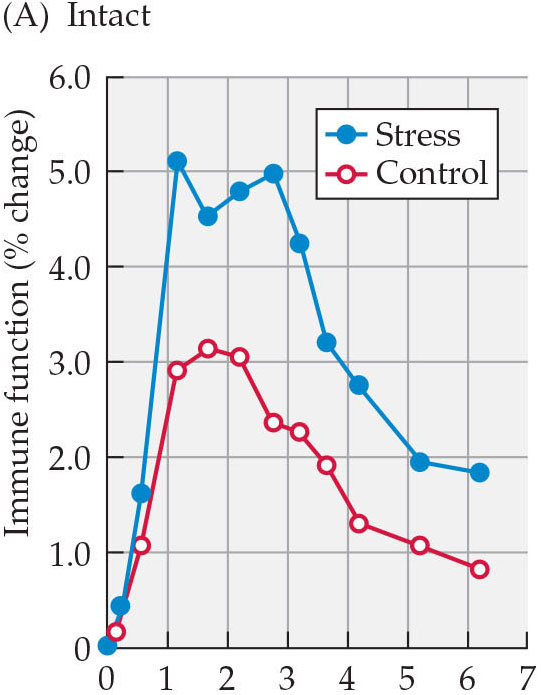 (A) Intact
6.0
5.0
4.0
3.0
2.0
1.0
0
Immune function (% change)
Stress
Control
0 1 2 3 4 5 6 7